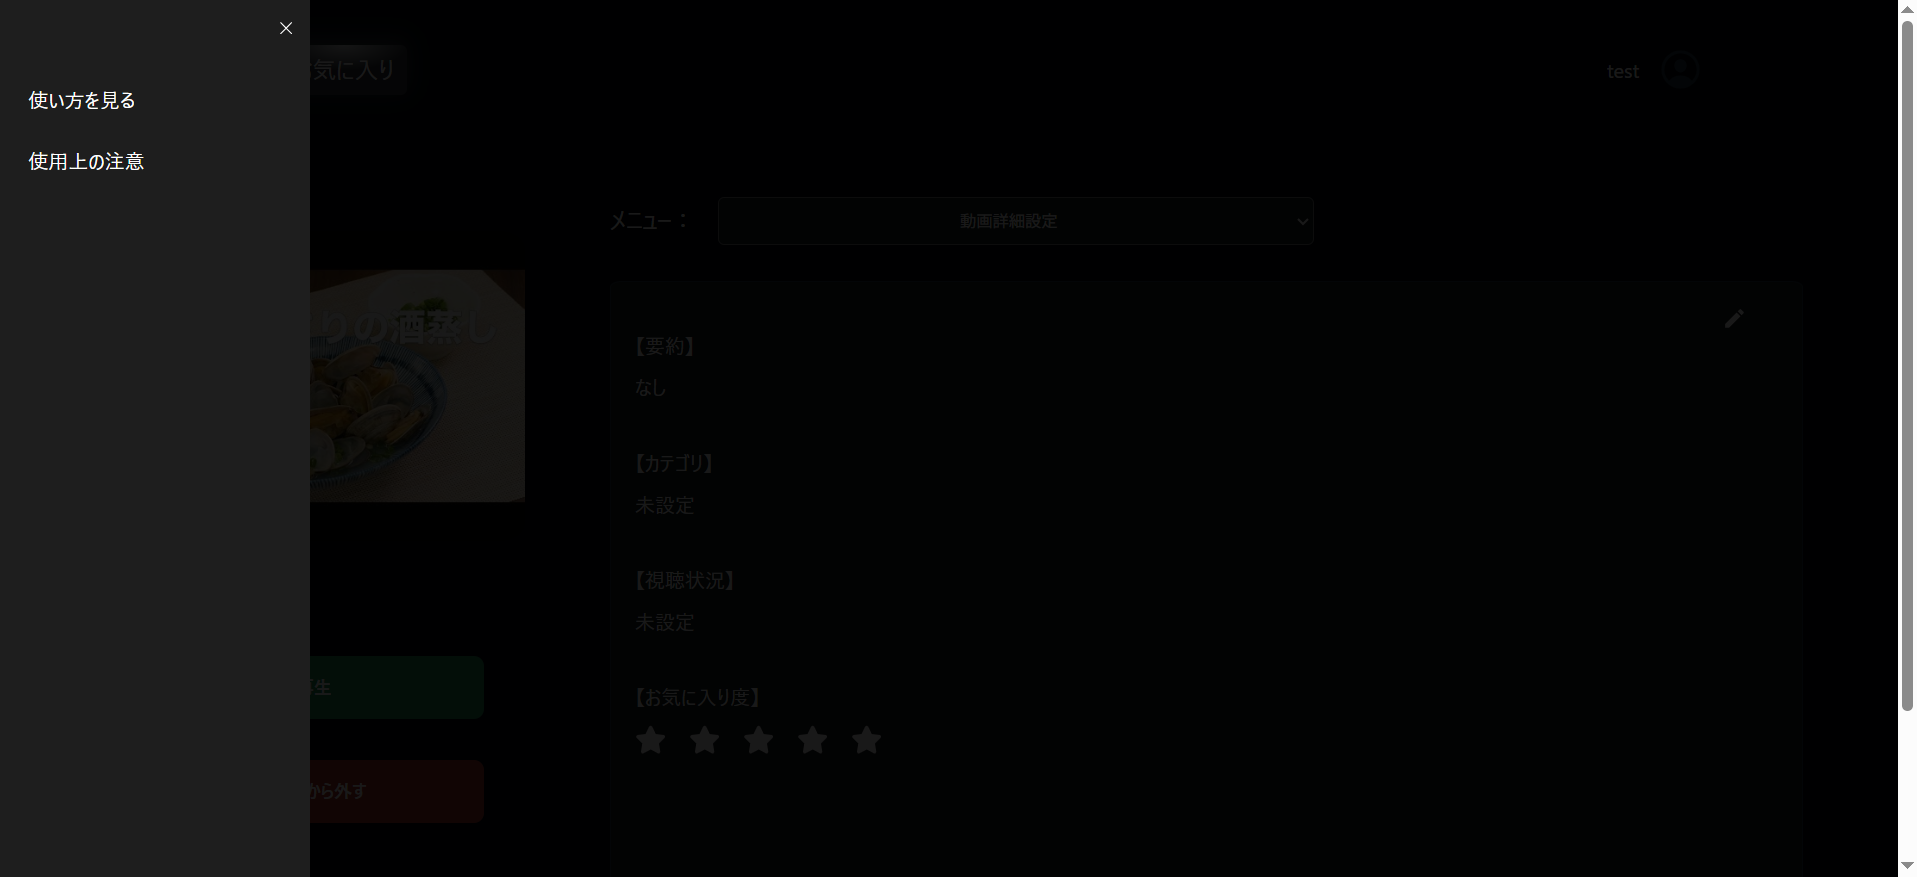 使い方を見る
使用上の注意
気に入り
test
メニュー：
動画詳細設定
りの酒蒸し
【要約】
なし
【カテゴリ】
未設定
【視聴状況】
未設定
【お気に入り度】
生
から外す